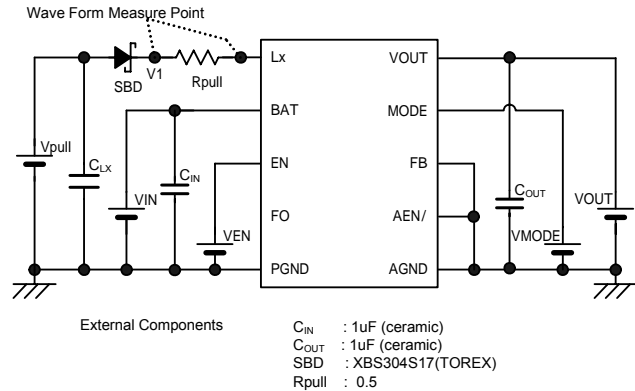 Wave Form Measure Point
SBD
V1
Rpull
Lx
VOUT
BAT
MODE
Vpull
CLX
CIN
VIN
EN
FB
COUT
VOUT
FO
AEN/
VEN
VMODE
PGND
AGND
External Components
CIN : 1uF (ceramic)
COUT : 1uF (ceramic)
SBD : XBS304S17(TOREX)
Rpull : 0.5